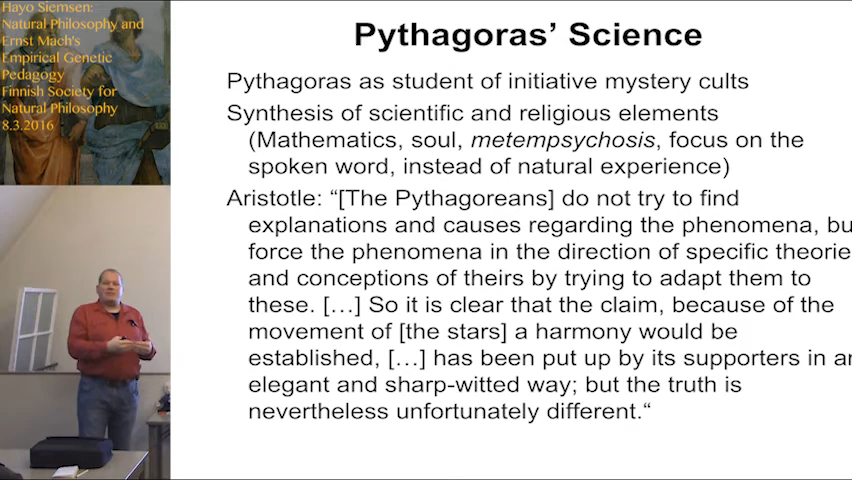 Hayo Siemsen:
Natural Philosophy and
Ernst Mach's
Empirical Genetic
Pedagogy
Finnish Society for
Natural Philosophy
8.3.2016
Pythagoras’ Science
Pythagoras as student of initiative mystery cults
Synthesis of scientific and religious elements
(Mathematics, soul, metempsychosis, focus on the
spoken word, instead of natural experience)
Aristotle: “[The Pythagoreans] do not try to find
explanations and causes regarding the phenomena, bu
force the phenomena in the direction of specific theorie
and conceptions of theirs by trying to adapt them to
these. […] So it is clear that the claim, because of the
movement of [the stars] a harmony would be
established, […] has been put up by its supporters in an
elegant and sharp-witted way; but the truth is
nevertheless unfortunately different.“